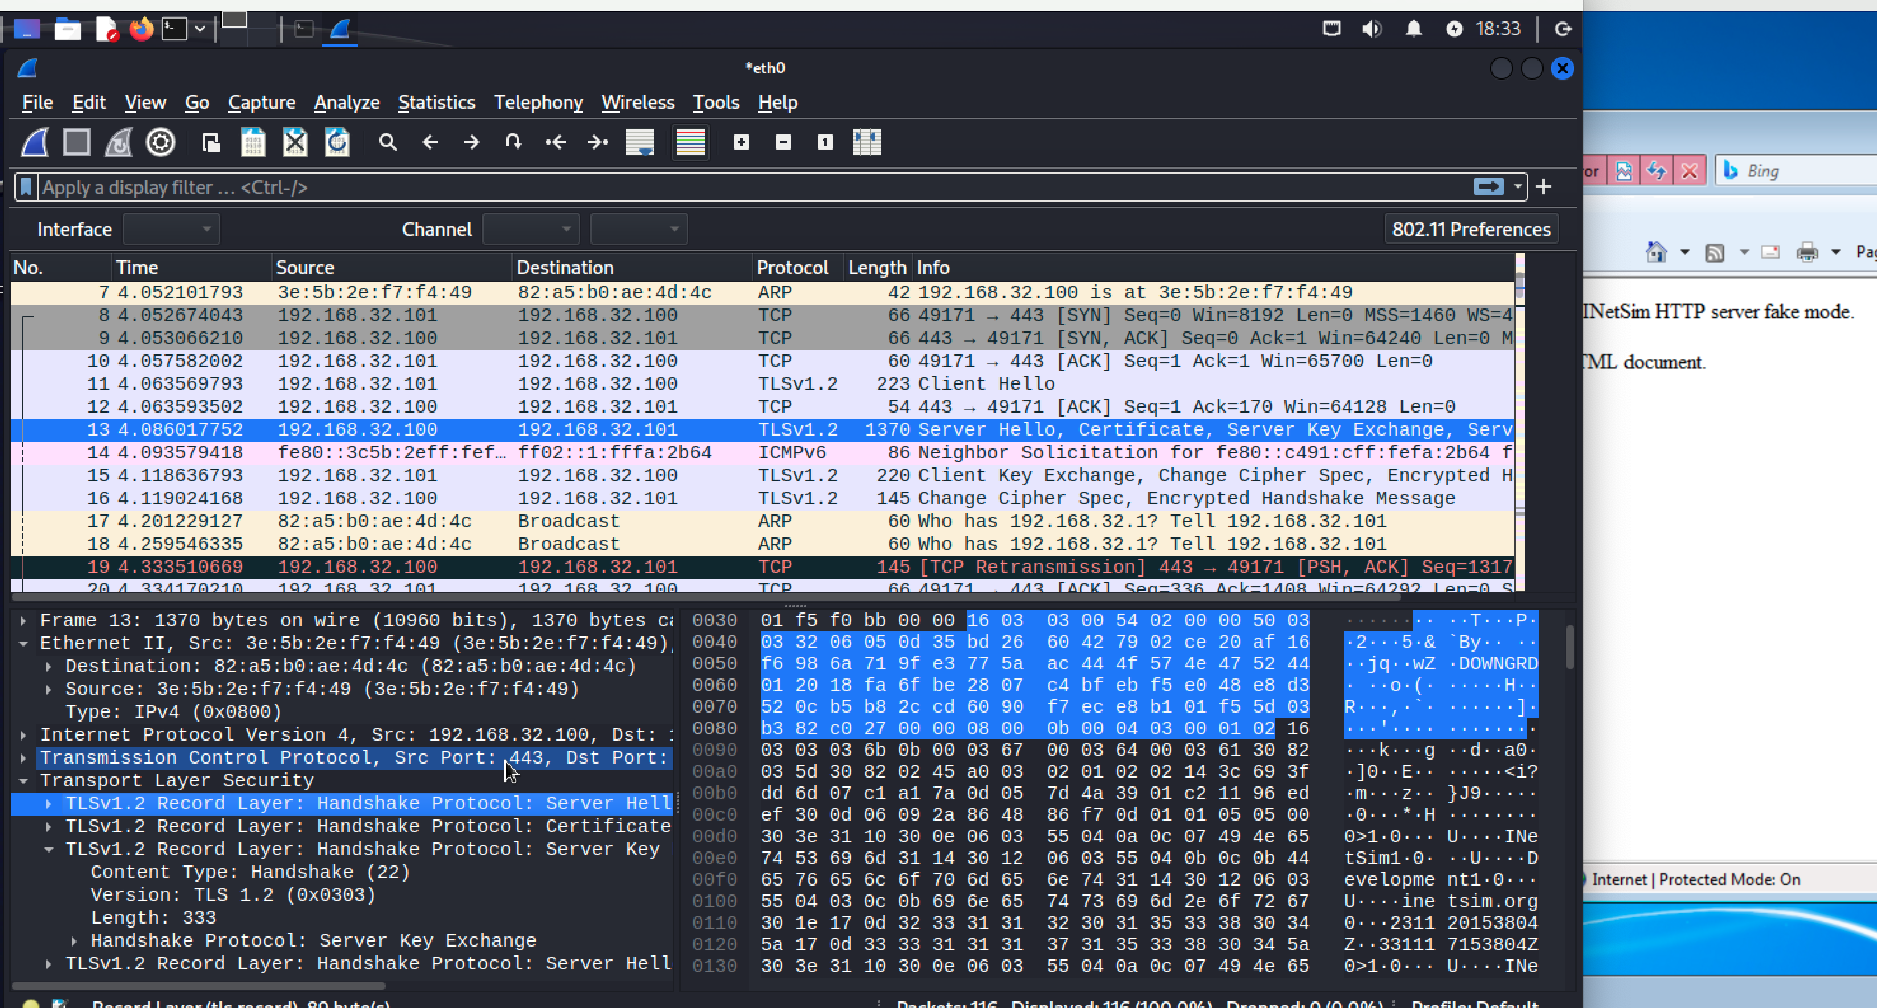 18:33
*eth0
File Edit View Go Capture Analyze Statistics Telephony Wireless Tools Help
Apply a display filter … <Ctrl-/>
Interface Channel 802.11 Preferences
No. Time Source Destination Protocol Length Info
7 4.052101793 3e:5b:2e:f7:f4:49 82:a5:b0:ae:4d:4c ARP 42 192.168.32.100 is at 3e:5b:2e:f7:f4:49
8 4.052674043 192.168.32.101 192.168.32.100 TCP 66 49171 → 443 [SYN] Seq=0 Win=8192 Len=0 MSS=1460 WS=4
9 4.053066210 192.168.32.100 192.168.32.101 TCP 66 443 → 49171 [SYN, ACK] Seq=0 Ack=1 Win=64240 Len=0 M
10 4.057582002 192.168.32.101 192.168.32.100 TCP 60 49171 → 443 [ACK] Seq=1 Ack=1 Win=65700 Len=0
11 4.063569793 192.168.32.101 192.168.32.100 TLSv1.2 223 Client Hello
12 4.063593502 192.168.32.100 192.168.32.101 TCP 54 443 → 49171 [ACK] Seq=1 Ack=170 Win=64128 Len=0
13 4.086017752 192.168.32.100 192.168.32.101 TLSv1.2 1370 Server Hello, Certificate, Server Key Exchange, Serv
14 4.093579418 fe80::3c5b:2eff:fef… ff02::1:fffa:2b64 ICMPv6 86 Neighbor Solicitation for fe80::c491:cff:fefa:2b64 f
15 4.118636793 192.168.32.101 192.168.32.100 TLSv1.2 220 Client Key Exchange, Change Cipher Spec, Encrypted H
16 4.119024168 192.168.32.100 192.168.32.101 TLSv1.2 145 Change Cipher Spec, Encrypted Handshake Message
17 4.201229127 82:a5:b0:ae:4d:4c Broadcast ARP 60 Who has 192.168.32.1? Tell 192.168.32.101
18 4.259546335 82:a5:b0:ae:4d:4c Broadcast ARP 60 Who has 192.168.32.1? Tell 192.168.32.101
19 4.333510669 192.168.32.100 192.168.32.101 TCP 145 [TCP Retransmission] 443 → 49171 [PSH, ACK] Seq=1317
20 4.334170210 192.168.32.101 192.168.32.100 TCP 66 49171 → 443 [ACK] Seq=336 Ack=1408 Win=64292 Len=0 S
Frame 13: 1370 bytes on wire (10960 bits), 1370 bytes ca
Ethernet II, Src: 3e:5b:2e:f7:f4:49 (3e:5b:2e:f7:f4:49),
Destination: 82:a5:b0:ae:4d:4c (82:a5:b0:ae:4d:4c)
Source: 3e:5b:2e:f7:f4:49 (3e:5b:2e:f7:f4:49)
Type: IPv4 (0x0800)
Internet Protocol Version 4, Src: 192.168.32.100, Dst: 1
Transmission Control Protocol, Src Port: 443, Dst Port:
Transport Layer Security
TLSv1.2 Record Layer: Handshake Protocol: Server Hell
TLSv1.2 Record Layer: Handshake Protocol: Certificate
TLSv1.2 Record Layer: Handshake Protocol: Server Key
Content Type: Handshake (22)
Version: TLS 1.2 (0x0303)
Length: 333
Handshake Protocol: Server Key Exchange
TLSv1.2 Record Layer: Handshake Protocol: Server Hell
0030 01 f5 f0 bb 00 00 16 03 03 00 54 02 00 00 50 03 ········ ··T···P·
0040 03 32 06 05 0d 35 bd 26 60 42 79 02 ce 20 af 16 ·2···5·& `By·· ··
0050 f6 98 6a 71 9f e3 77 5a ac 44 4f 57 4e 47 52 44 ··jq··wZ ·DOWNGRD
0060 01 20 18 fa 6f be 28 07 c4 bf eb f5 e0 48 e8 d3 · ··o·(· ·····H··
0070 52 0c b5 b8 2c cd 60 90 f7 ec e8 b1 01 f5 5d 03 R···,·`· ······]·
0080 b3 82 c0 27 00 00 08 00 0b 00 04 03 00 01 02 16 ···'···· ········
0090 03 03 03 6b 0b 00 03 67 00 03 64 00 03 61 30 82 ···k···g ··d··a0·
00a0 03 5d 30 82 02 45 a0 03 02 01 02 02 14 3c 69 3f ·]0··E·· ·····<i?
00b0 dd 6d 07 c1 a1 7a 0d 05 7d 4a 39 01 c2 11 96 ed ·m···z·· }J9·····
00c0 ef 30 0d 06 09 2a 86 48 86 f7 0d 01 01 05 05 00 ·0···*·H ········
00d0 30 3e 31 10 30 0e 06 03 55 04 0a 0c 07 49 4e 65 0>1·0··· U····INe
00e0 74 53 69 6d 31 14 30 12 06 03 55 04 0b 0c 0b 44 tSim1·0· ··U····D
00f0 65 76 65 6c 6f 70 6d 65 6e 74 31 14 30 12 06 03 evelopme nt1·0···
0100 55 04 03 0c 0b 69 6e 65 74 73 69 6d 2e 6f 72 67 U····ine tsim.org
0110 30 1e 17 0d 32 33 31 31 32 30 31 35 33 38 30 34 0···2311 20153804
0120 5a 17 0d 33 33 31 31 31 37 31 35 33 38 30 34 5a Z··33111 7153804Z
0130 30 3e 31 10 30 0e 06 03 55 04 0a 0c 07 49 4e 65 0>1·0··· U····INe
Record Layer (tls.record), 89 byte(s) Packets: 116 · Displayed: 116 (100.0%) · Dropped: 0 (0.0%) Profile: Default
or Bing
Pag
INetSim HTTP server fake mode.
TML document.
Internet | Protected Mode: On